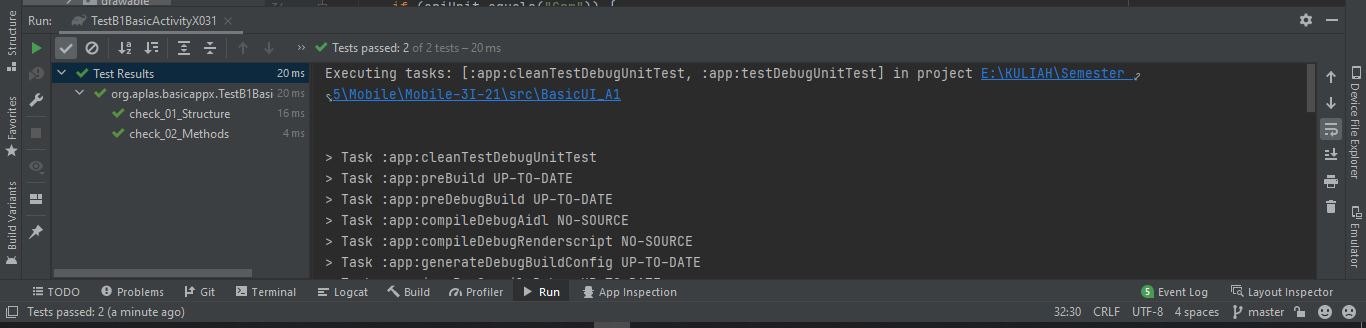 drawable
if (oriUnit.equals("Grm")) {
Run: TestB1BasicActivityX031
Tests passed: 2 of 2 tests – 20 ms
Test Results 20 ms
org.aplas.basicappx.TestB1Basi 20 ms
check_01_Structure 16 ms
check_02_Methods 4 ms
Executing tasks: [:app:cleanTestDebugUnitTest, :app:testDebugUnitTest] in project E:\KULIAH\Semester
5\Mobile\Mobile-3I-21\src\BasicUI_A1
> Task :app:cleanTestDebugUnitTest
> Task :app:preBuild UP-TO-DATE
> Task :app:preDebugBuild UP-TO-DATE
> Task :app:compileDebugAidl NO-SOURCE
> Task :app:compileDebugRenderscript NO-SOURCE
> Task :app:generateDebugBuildConfig UP-TO-DATE
Structure
Favorites
Build Variants
Device File Explorer
Emulator
TODO Problems Git Terminal Logcat Build Profiler Run App Inspection 5 Event Log Layout Inspector
Tests passed: 2 (a minute ago) 32:30 CRLF UTF-8 4 spaces master